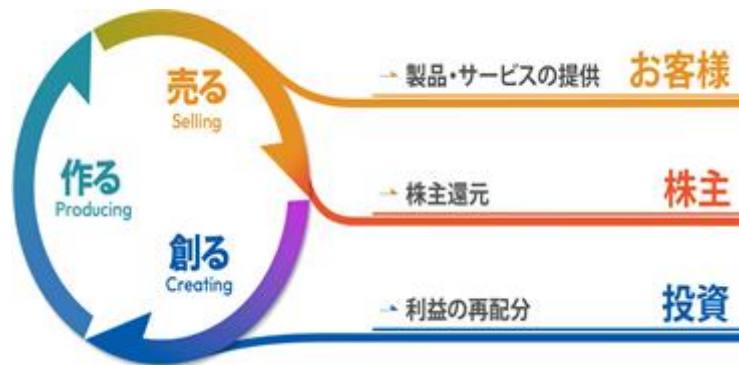 売る
Selling
作る
Producing
創る
Creating
→ 製品・サービスの提供 お客様
→ 株主還元 株主
→ 利益の再配分 投資